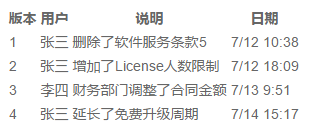 版本 用户 说明 日期
1 张三 删除了软件服务条款5 7/12 10:38
2 张三 增加了License人数限制 7/12 18:09
3 李四 财务部门调整了合同金额 7/13 9:51
4 张三 延长了免费升级周期 7/14 15:17